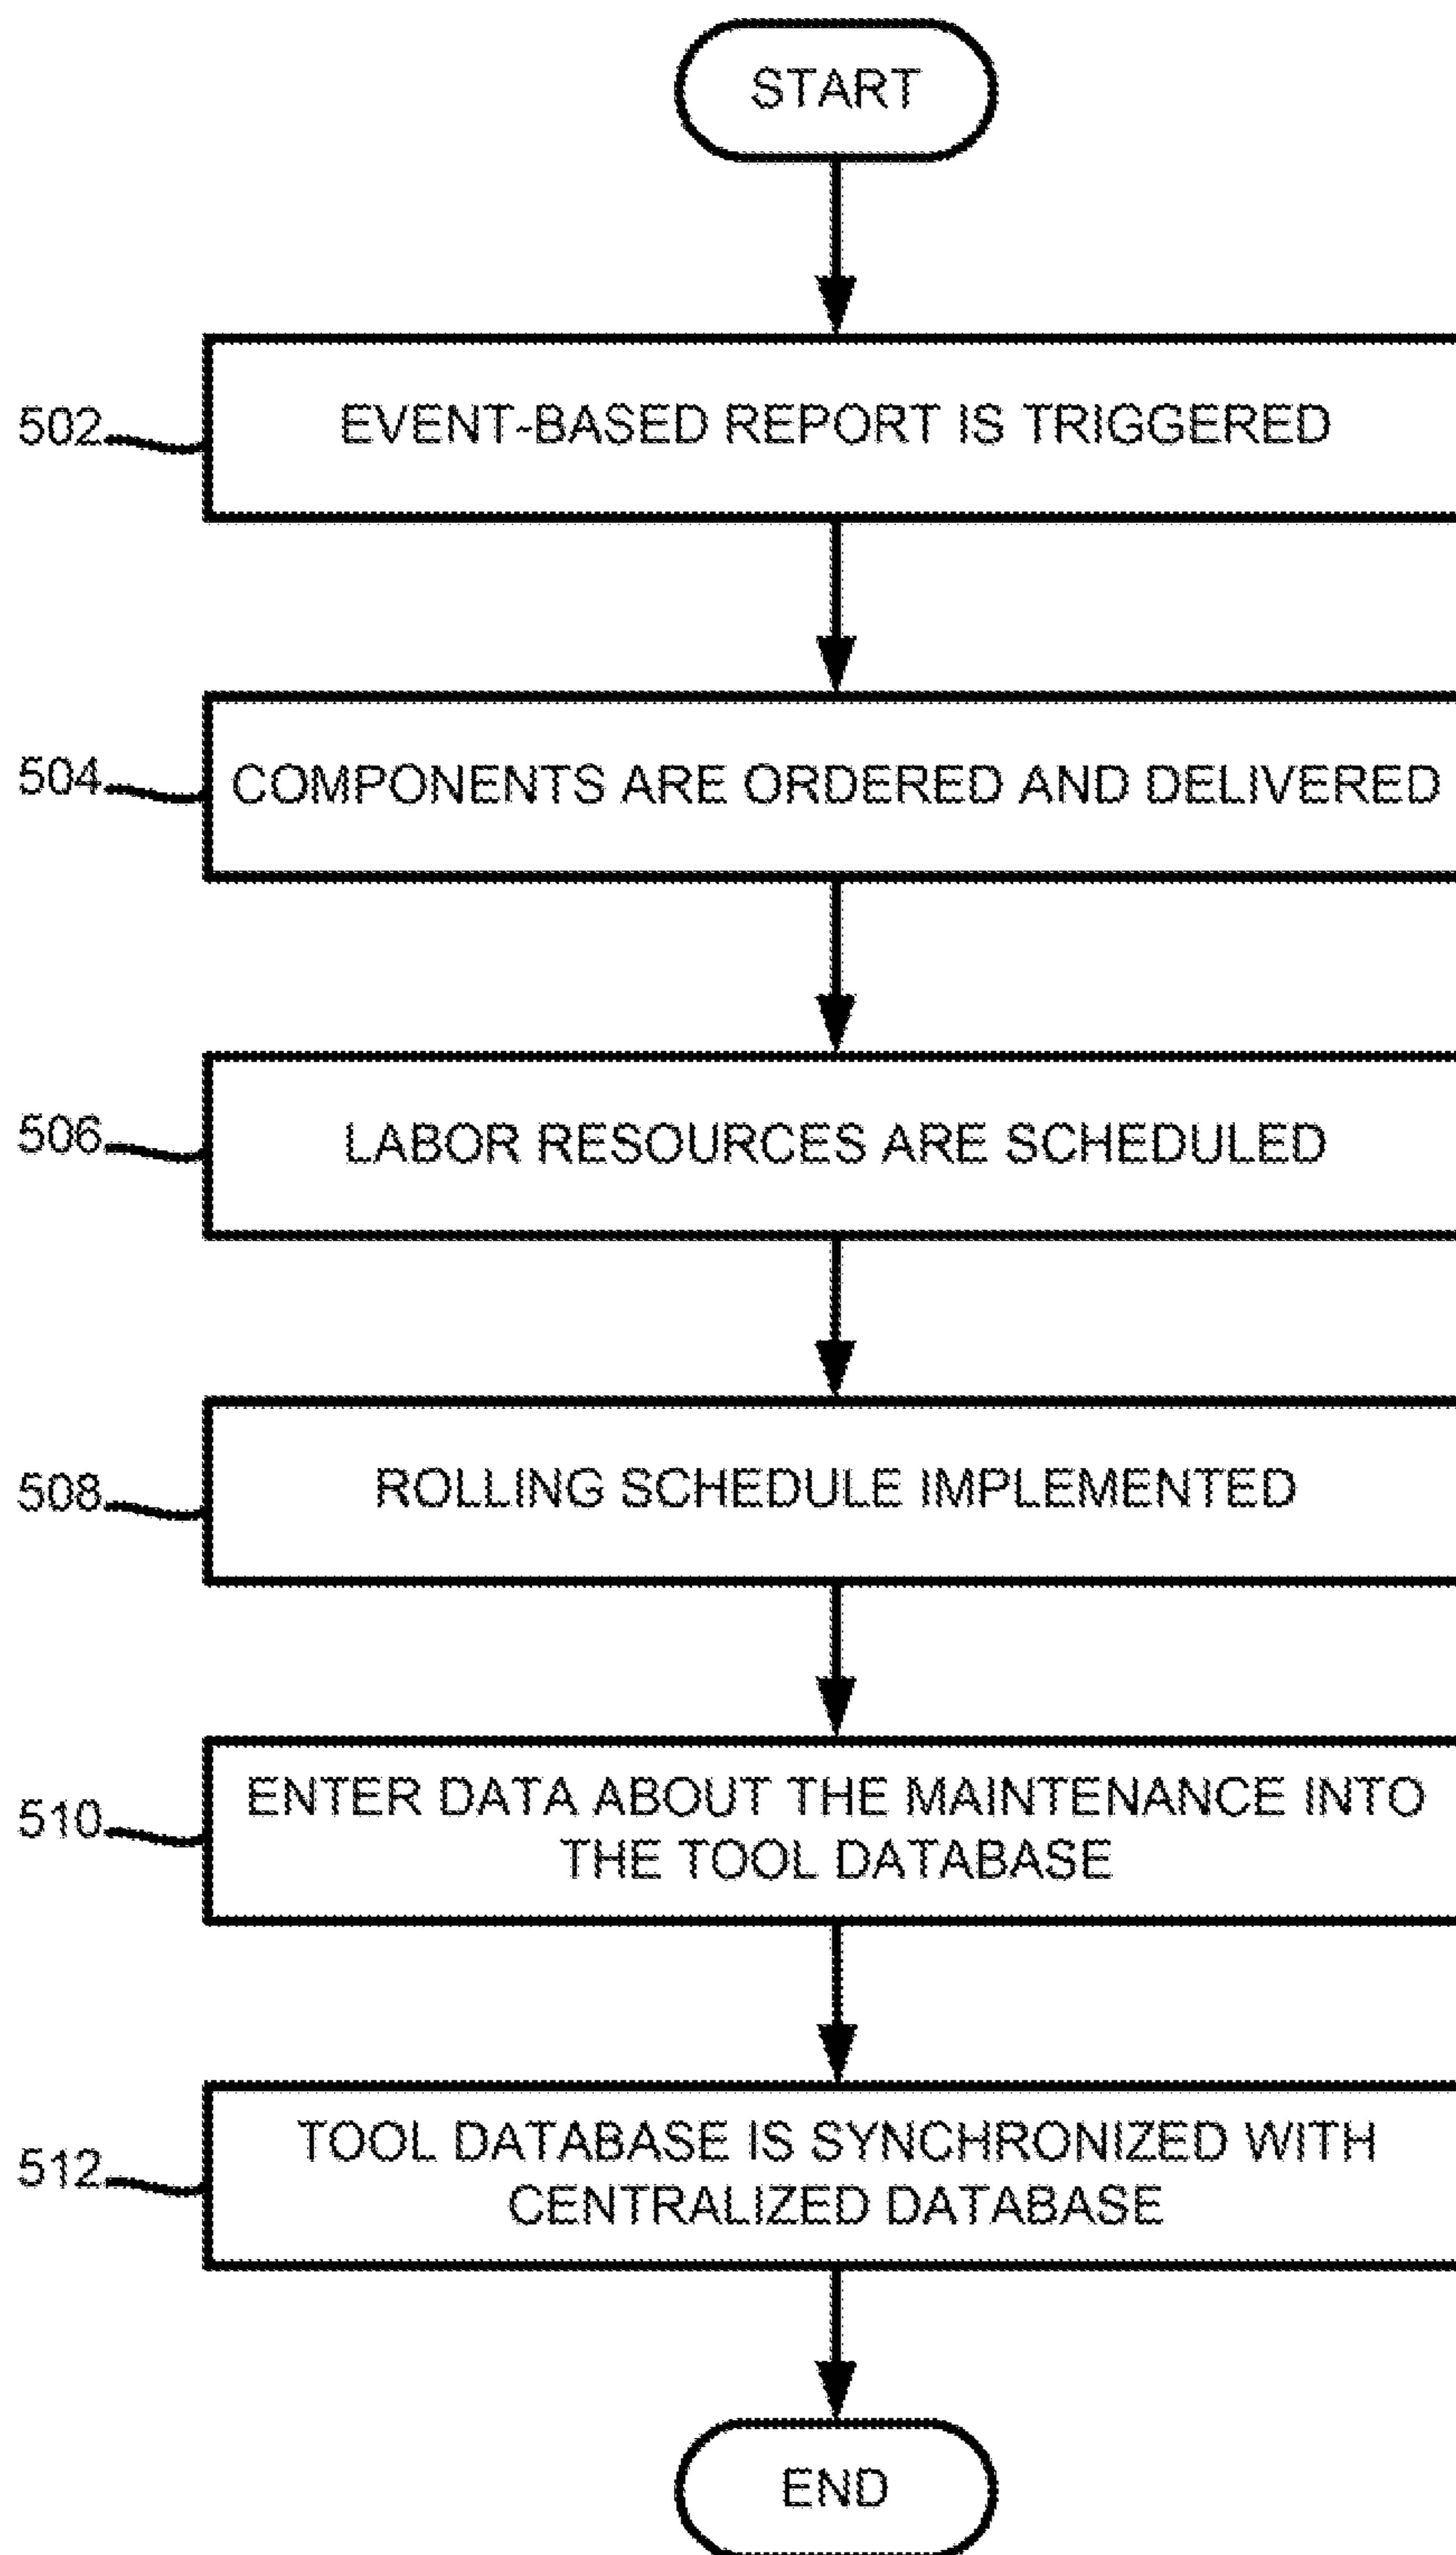 START
502
EVENT-BASED REPORT IS TRIGGERED
504
COMPONENTS ARE ORDERED AND DELIVERED
506
LABOR RESOURCES ARE SCHEDULED
508
ROLLING SCHEDULE IMPLEMENTED
510
ENTER DATA ABOUT THE MAINTENANCE INTO
THE TOOL DATABASE
512
TOOL DATABASE IS SYNCHRONIZED WITH
CENTRALIZED DATABASE
END